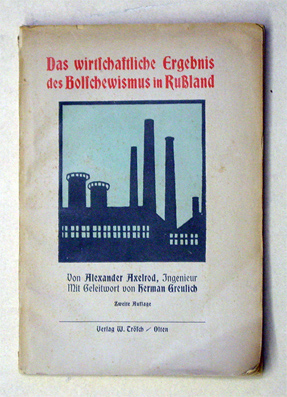 Das wirtſchaftliche Ergebnis
des Bolſchewismus in Rußland
Von Alexander Axelrod, Ingenieur
Mit Geleitwort von Herman Greulich
Zweite Auflage
Verlag W. Tröſch / Olten